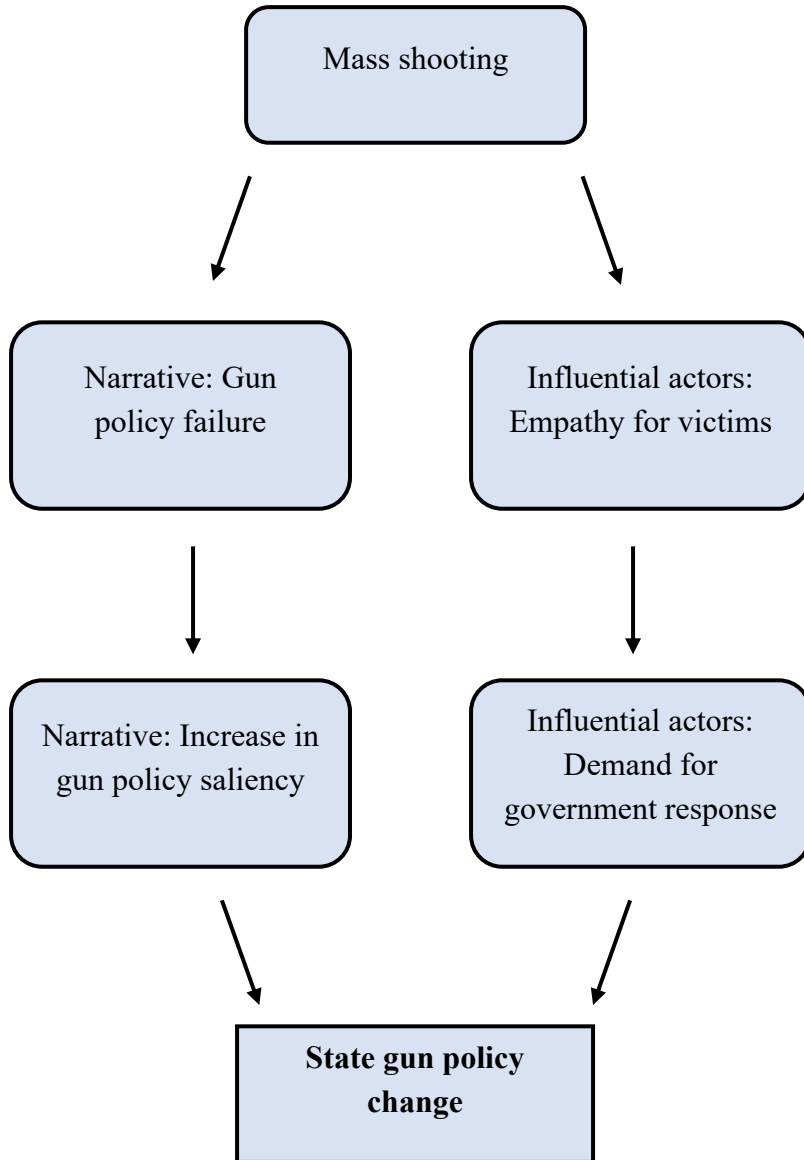 Mass shooting
Narrative: Gun
policy failure
Influential actors:
Empathy for victims
Narrative: Increase in
gun policy saliency
Influential actors:
Demand for
government response
State gun policy
change